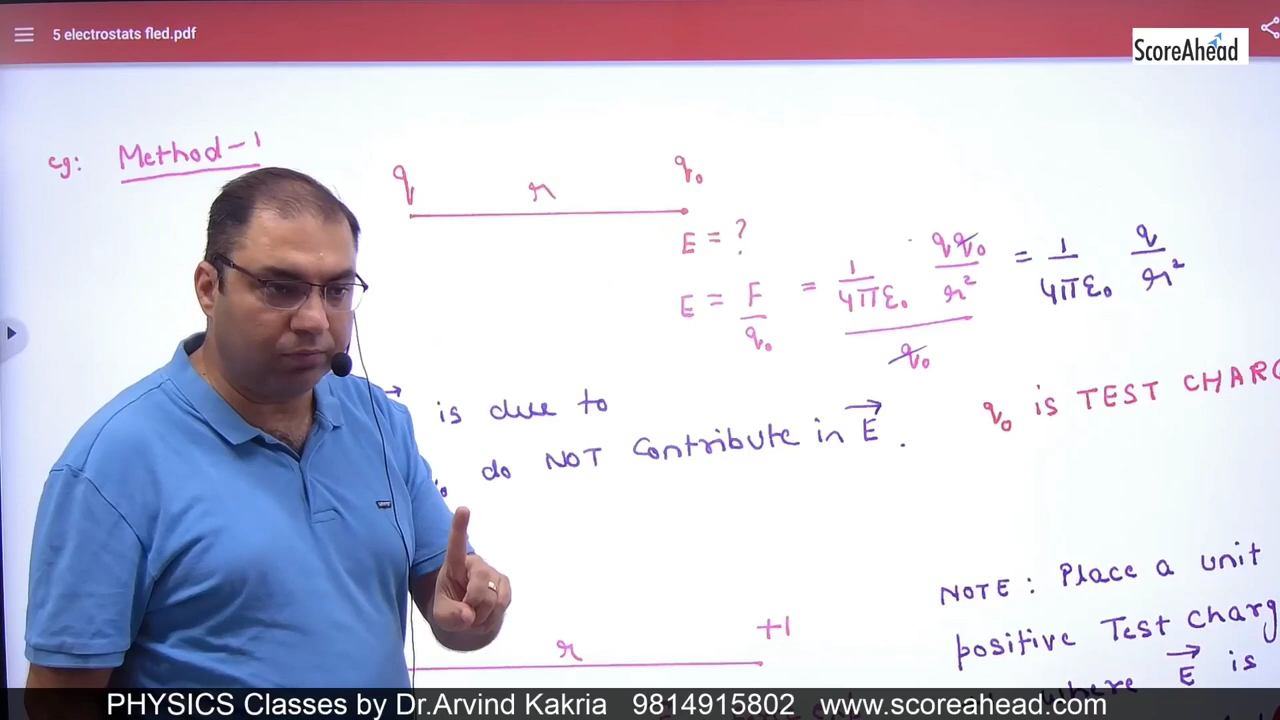 5 electrostats fled.pdf
ScoreAhead
eg: Method-1
q r q₀
E = ?
E = F/q₀ = (1/4πε₀ qq₀/r²)/q₀ = 1/4πε₀ q/r²
is due to
do NOT contribute in E⃗.
q₀ is TEST CHARG
r +1
NOTE: Place a unit
positive Test charg
where E⃗ is
PHYSICS Classes by Dr.Arvind Kakria 9814915802 www.scoreahead.com